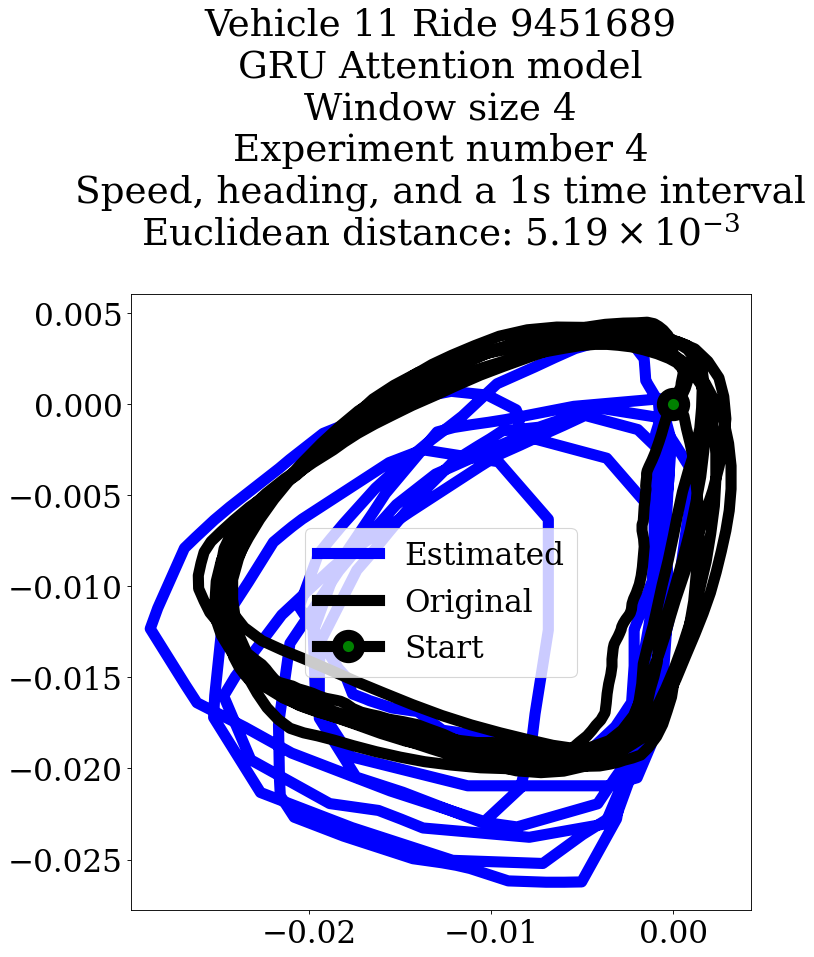 Vehicle 11 Ride 9451689
GRU Attention model
Window size 4
Experiment number 4
Speed, heading, and a 1s time interval
Euclidean distance: 5.19 × 10⁻³
0.005
0.000
−0.005
−0.010
−0.015
−0.020
−0.025
Estimated
Original
Start
−0.02
−0.01
0.00